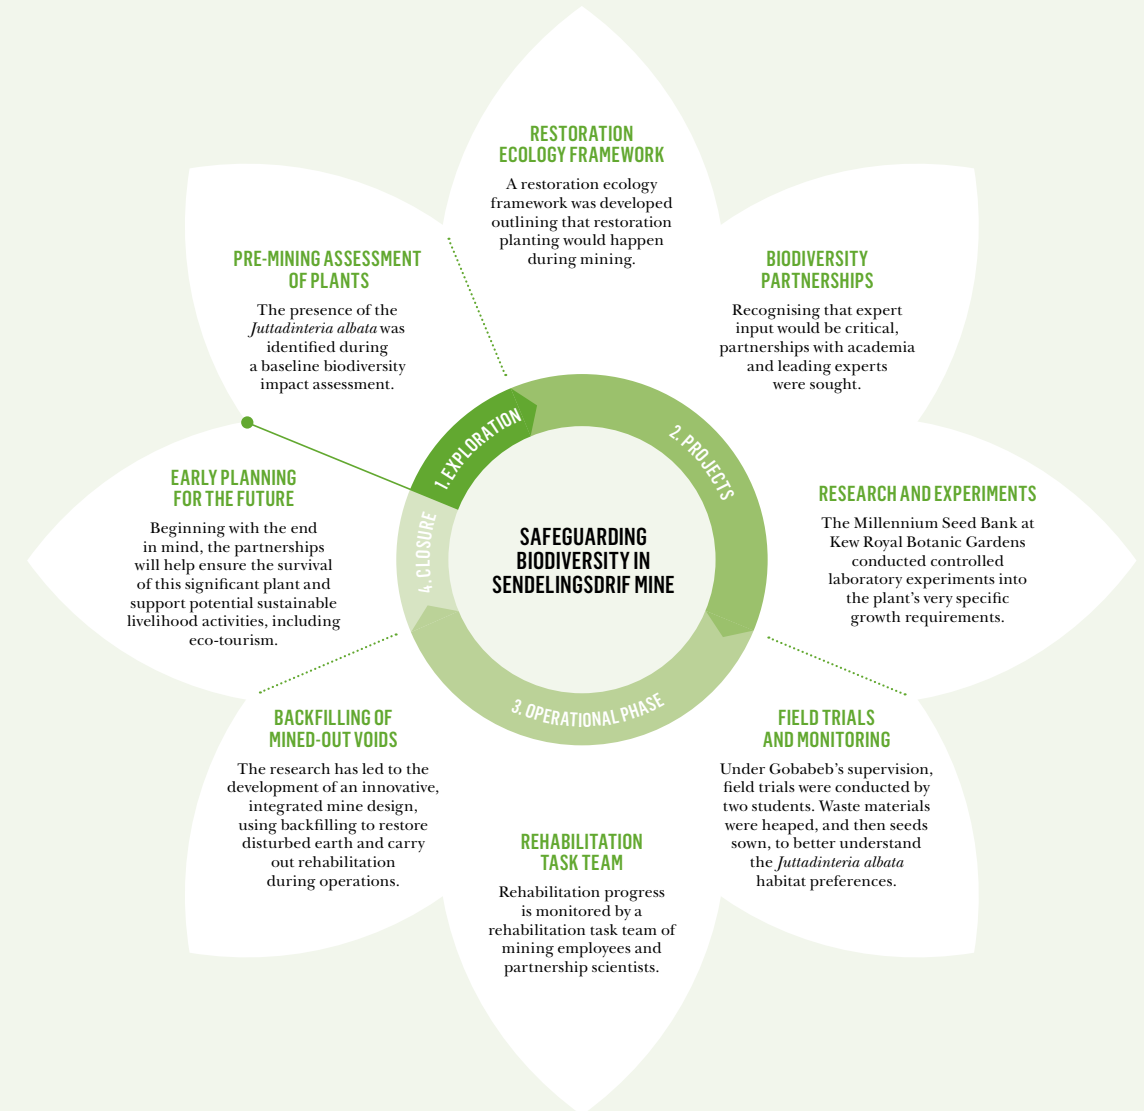 RESTORATION
ECOLOGY FRAMEWORK
A restoration ecology
framework was developed
outlining that restoration
planting would happen
during mining.
BIODIVERSITY
PARTNERSHIPS
Recognising that expert
input would be critical,
partnerships with academia
and leading experts
were sought.
RESEARCH AND EXPERIMENTS
The Millennium Seed Bank at
Kew Royal Botanic Gardens
conducted controlled
laboratory experiments into
the plant’s very specific
growth requirements.
FIELD TRIALS
AND MONITORING
Under Gobabeb’s supervision,
field trials were conducted by
two students. Waste materials
were heaped, and then seeds
sown, to better understand
the Juttadinteria albata
habitat preferences.
REHABILITATION
TASK TEAM
Rehabilitation progress
is monitored by a
rehabilitation task team of
mining employees and
partnership scientists.
BACKFILLING OF
MINED-OUT VOIDS
The research has led to the
development of an innovative,
integrated mine design,
using backfilling to restore
disturbed earth and carry
out rehabilitation
during operations.
EARLY PLANNING
FOR THE FUTURE
Beginning with the end
in mind, the partnerships
will help ensure the survival
of this significant plant and
support potential sustainable
livelihood activities, including
eco-tourism.
PRE-MINING ASSESSMENT
OF PLANTS
The presence of the
Juttadinteria albata was
identified during
a baseline biodiversity
impact assessment.
1. EXPLORATION
2. PROJECTS
3. OPERATIONAL PHASE
4. CLOSURE
SAFEGUARDING
BIODIVERSITY IN
SENDELINGSDRIF MINE